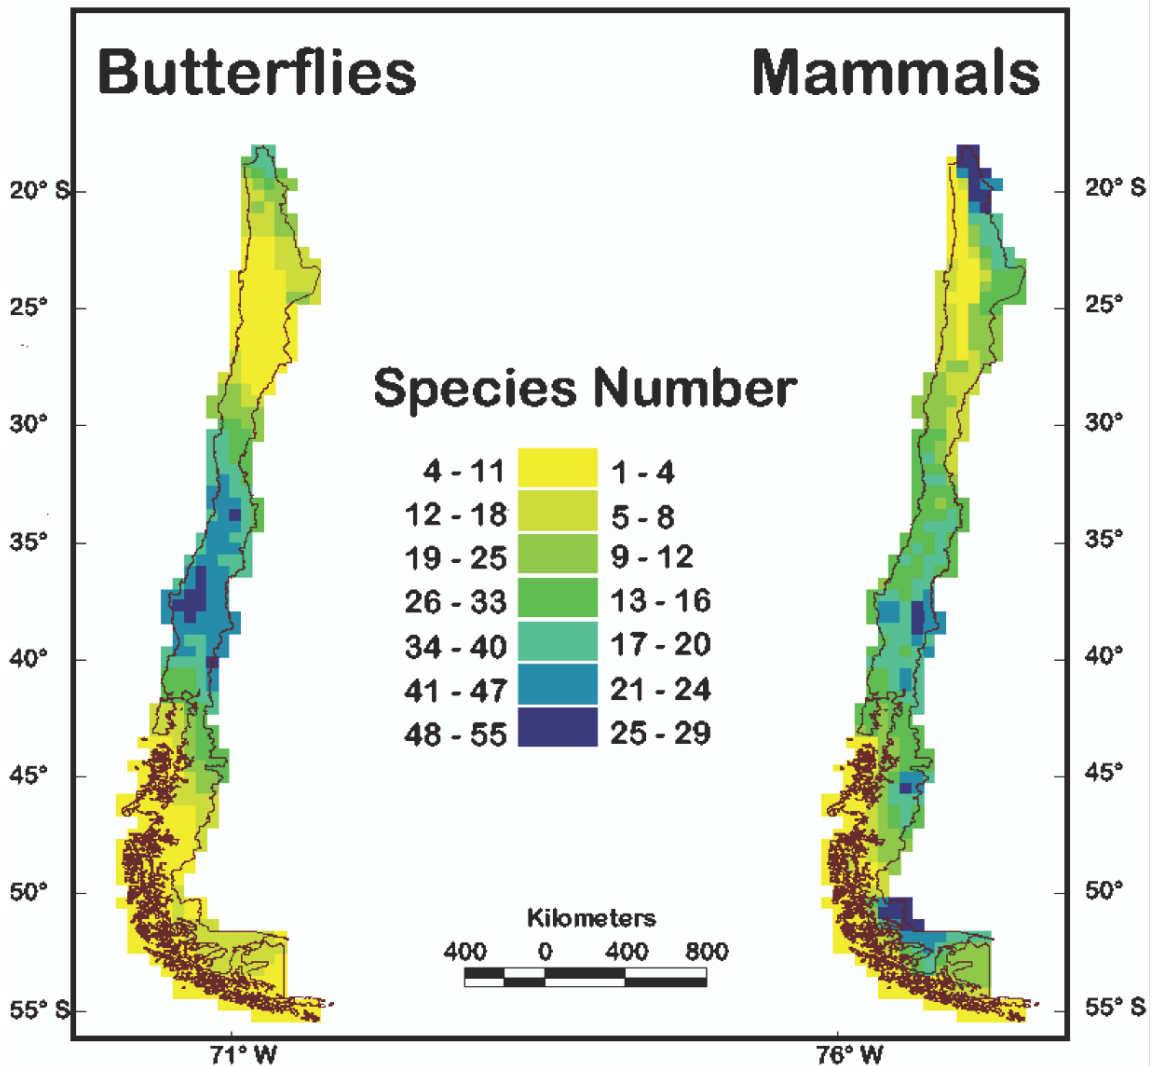 Butterflies Mammals
20° S 20° S
25° 25°
Species Number
30° 30°
4 - 11 1 - 4
12 - 18 5 - 8
35° 35°
19 - 25 9 - 12
26 - 33 13 - 16
34 - 40 17 - 20
40° 40°
41 - 47 21 - 24
48 - 55 25 - 29
45° 45°
50° 50°
Kilometers
400 0 400 800
55° S 55° S
71° W 76° W